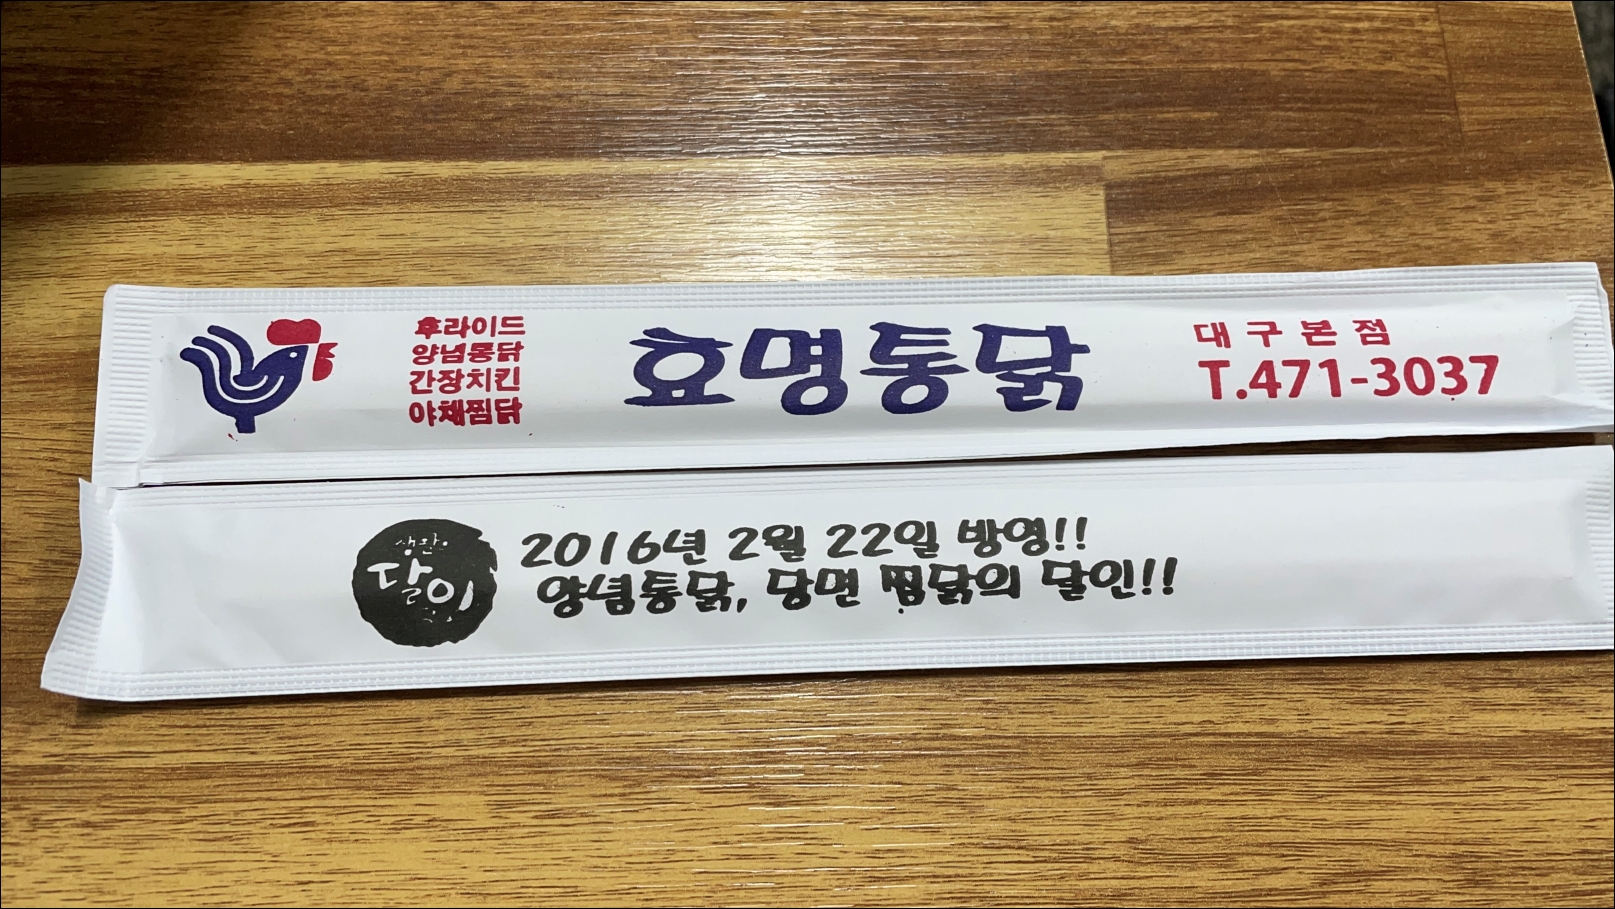 후라이드
양념통닭
간장치킨
야채찜닭
효명통닭
대구본점
T.471-3037
생활의
달인
2016년 2월 22일 방영!!
양념통닭, 당면 찜닭의 달인!!